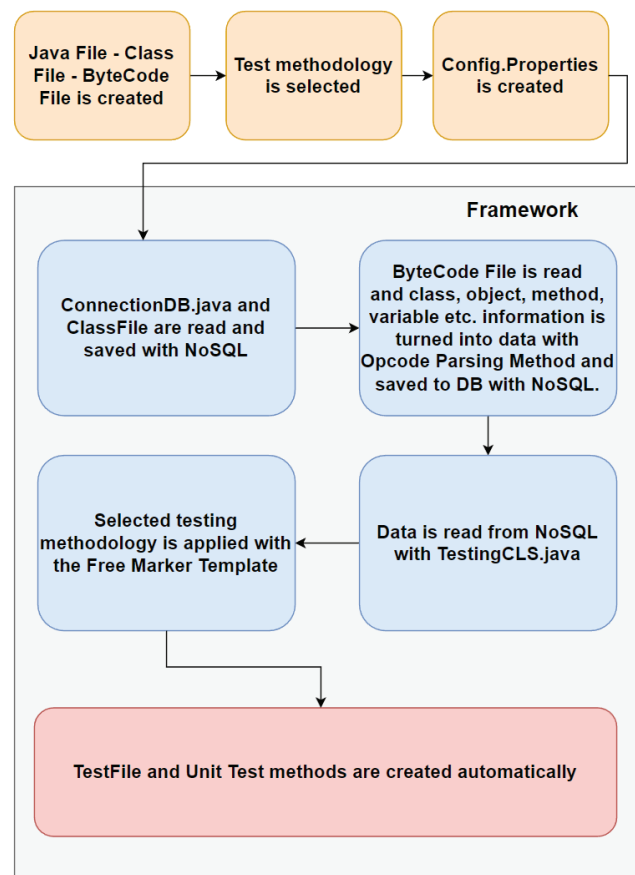 Java File - Class
File - ByteCode
File is created
Test methodology
is selected
Config.Properties
is created
Framework
ConnectionDB.java and
ClassFile are read and
saved with NoSQL
ByteCode File is read
and class, object, method,
variable etc. information is
turned into data with
Opcode Parsing Method and
saved to DB with NoSQL.
Data is read from NoSQL
with TestingCLS.java
Selected testing
methodology is applied with
the Free Marker Template
TestFile and Unit Test methods are created automatically